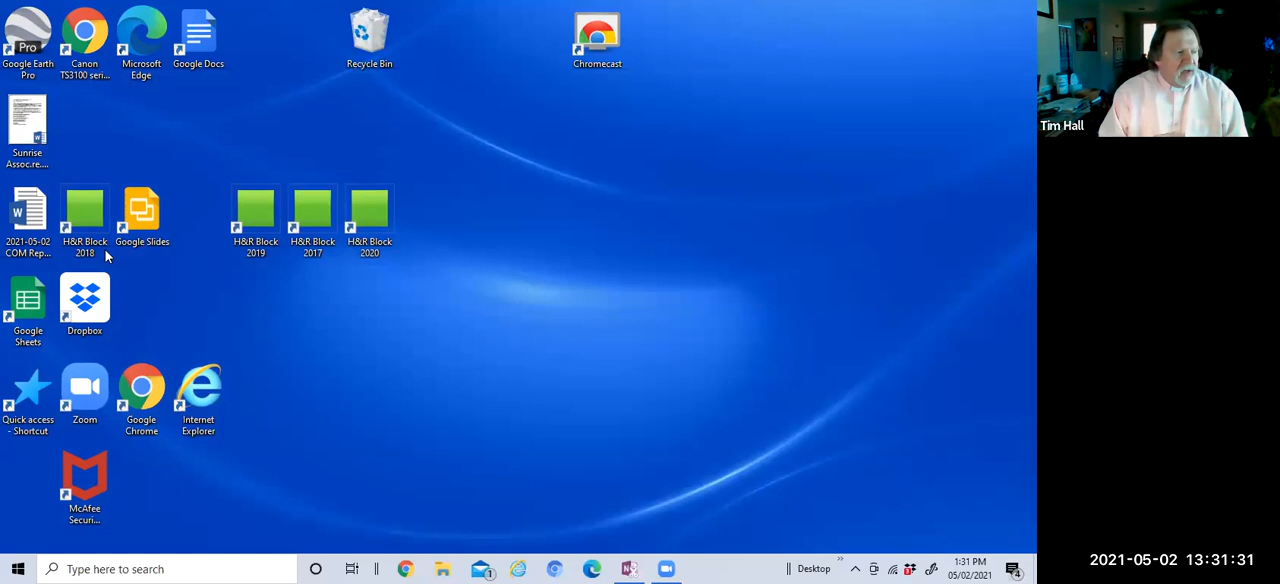 Pro
Google Earth Pro
Canon TS3100 seri...
Microsoft Edge
Google Docs
Recycle Bin
Chromecast
Tim Hall
Sunrise Assoc.re....
W
2021-05-02 COM Rep...
H&R Block 2018
Google Slides
H&R Block 2019
H&R Block 2017
H&R Block 2020
Google Sheets
Dropbox
Quick access - Shortcut
Zoom
Google Chrome
Internet Explorer
McAfee Securi...
Type here to search
1
N
Desktop
3
1:31 PM
05/02/2021
4
2021-05-02 13:31:31